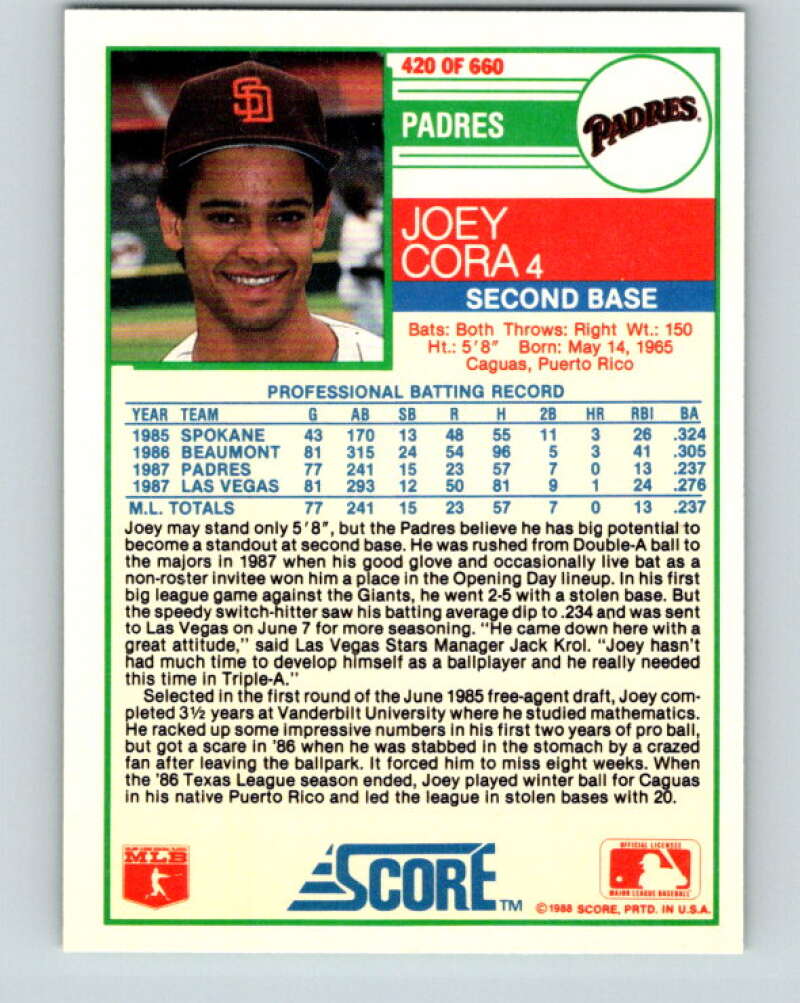 420 OF 660
SD
PADRES
PADRES
JOEY
CORA 4
SECOND BASE
Bats: Both Throws: Right Wt.: 150
Ht.: 5'8" Born: May 14, 1965
Caguas, Puerto Rico
PROFESSIONAL BATTING RECORD
YEAR TEAM G AB SB R H 2B HR RBI BA
1985 SPOKANE 43 170 13 48 55 11 3 26 .324
1986 BEAUMONT 81 315 24 54 96 5 3 41 .305
1987 PADRES 77 241 15 23 57 7 0 13 .237
1987 LAS VEGAS 81 293 12 50 81 9 1 24 .276
M.L. TOTALS 77 241 15 23 57 7 0 13 .237
Joey may stand only 5'8", but the Padres believe he has big potential to
become a standout at second base. He was rushed from Double-A ball to
the majors in 1987 when his good glove and occasionally live bat as a
non-roster invitee won him a place in the Opening Day lineup. In his first
big league game against the Giants, he went 2-5 with a stolen base. But
the speedy switch-hitter saw his batting average dip to .234 and was sent
to Las Vegas on June 7 for more seasoning. "He came down here with a
great attitude," said Las Vegas Stars Manager Jack Krol. "Joey hasn't
had much time to develop himself as a ballplayer and he really needed
this time in Triple-A."
Selected in the first round of the June 1985 free-agent draft, Joey com-
pleted 3½ years at Vanderbilt University where he studied mathematics.
He racked up some impressive numbers in his first two years of pro ball,
but got a scare in '86 when he was stabbed in the stomach by a crazed
fan after leaving the ballpark. It forced him to miss eight weeks. When
the '86 Texas League season ended, Joey played winter ball for Caguas
in his native Puerto Rico and led the league in stolen bases with 20.
MLB
SCORE TM
OFFICIAL LICENSEE
MAJOR LEAGUE BASEBALL
©1988 SCORE, PRTD. IN U.S.A.